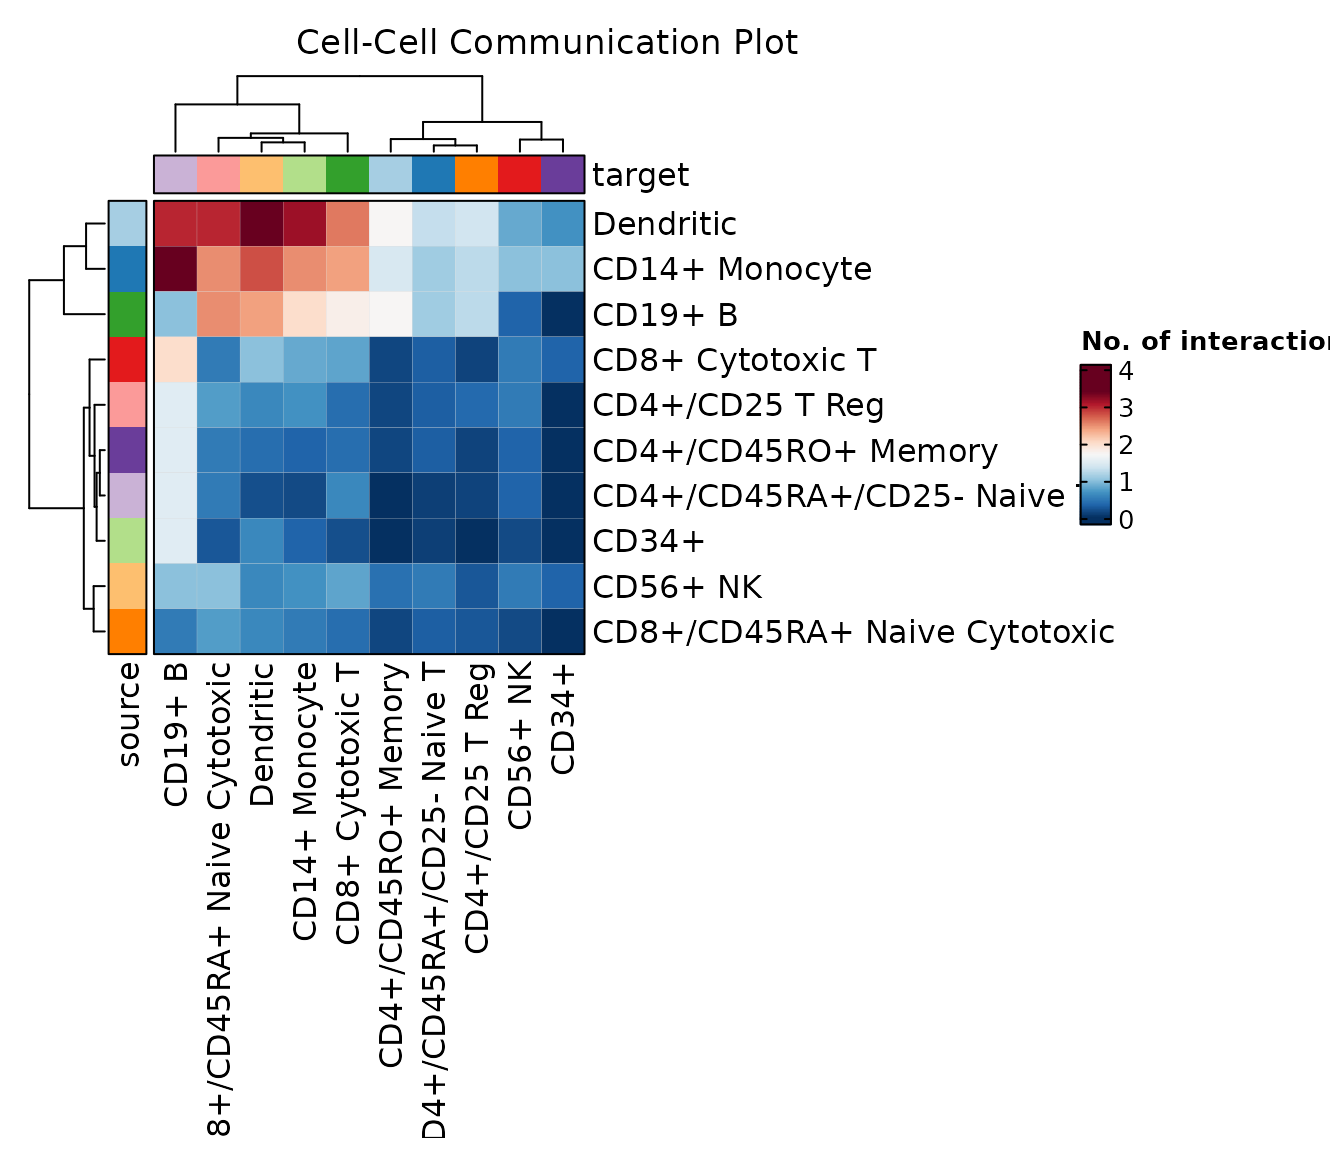 Cell-Cell Communication Plot
target
Dendritic
CD14+ Monocyte
CD19+ B
CD8+ Cytotoxic T
CD4+/CD25 T Reg
CD4+/CD45RO+ Memory
CD4+/CD45RA+/CD25- Naive
CD34+
CD56+ NK
CD8+/CD45RA+ Naive Cytotoxic
No. of interaction
4
3
2
1
0
source
CD19+ B
8+/CD45RA+ Naive Cytotoxic
Dendritic
CD14+ Monocyte
CD8+ Cytotoxic T
CD4+/CD45RO+ Memory
D4+/CD45RA+/CD25- Naive T
CD4+/CD25 T Reg
CD56+ NK
CD34+